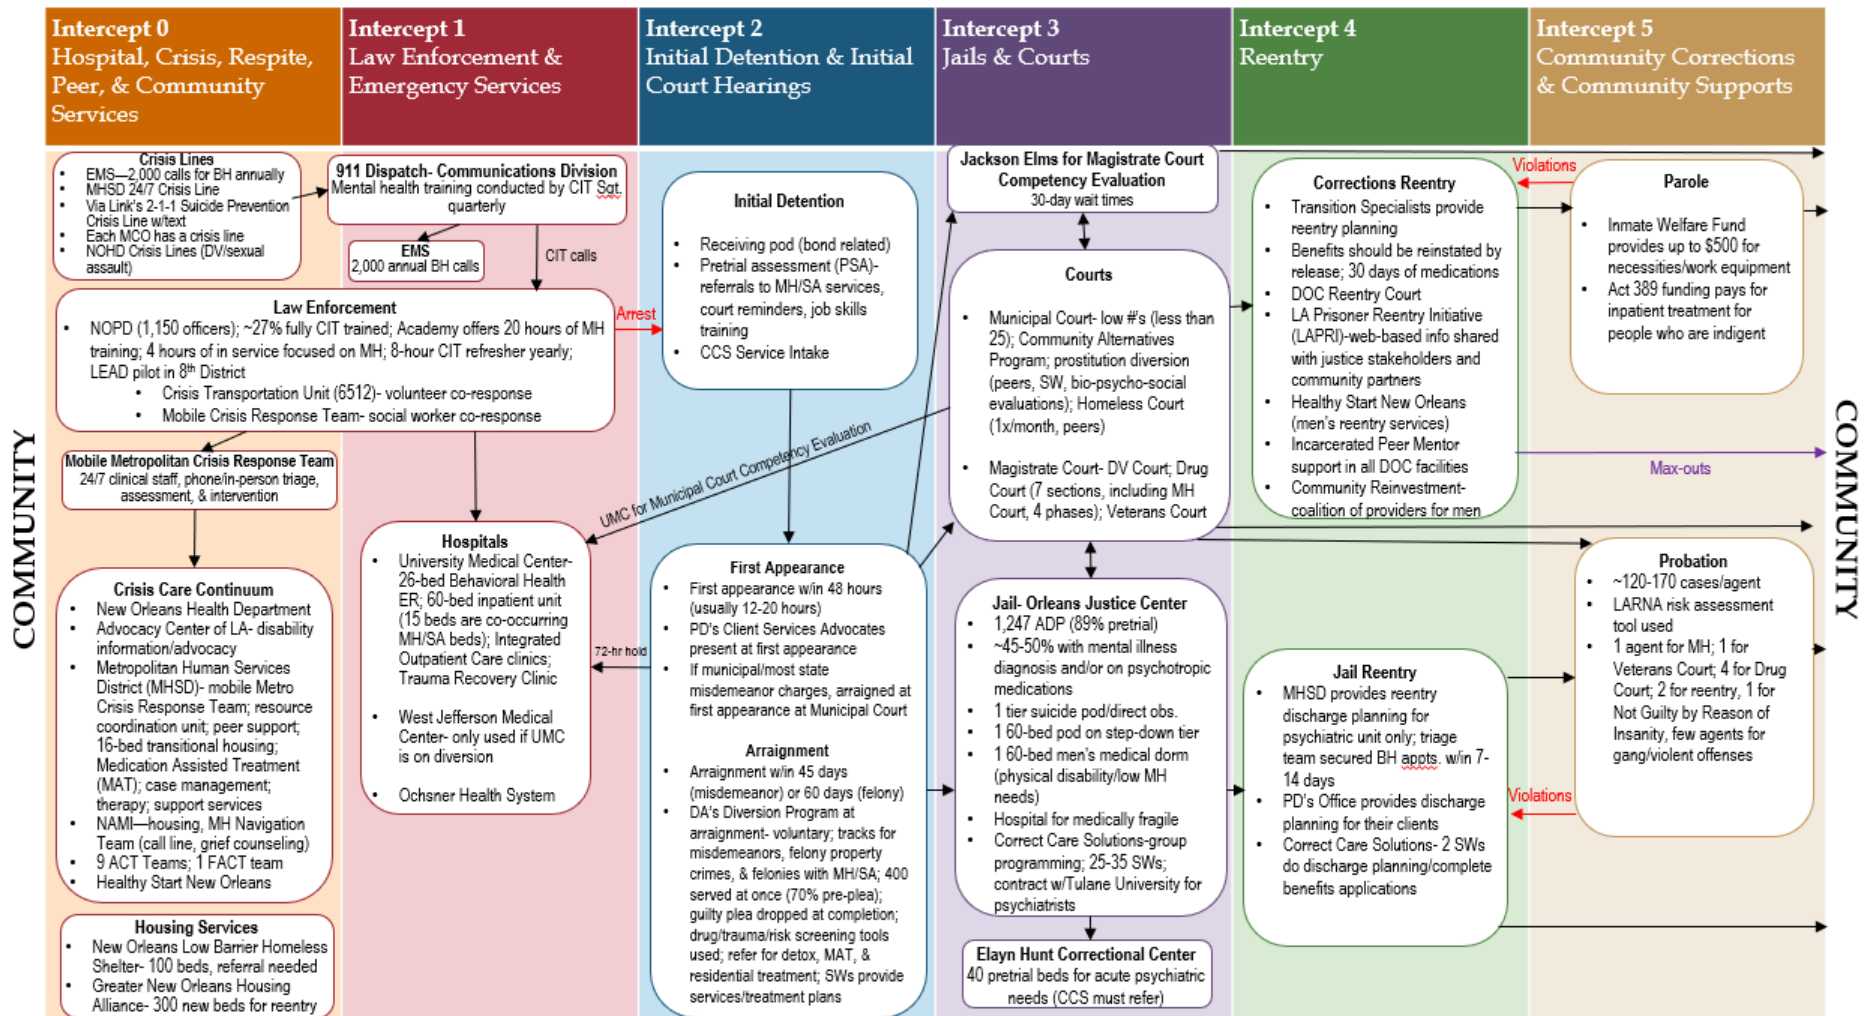 Intercept 0
Hospital, Crisis, Respite,
Peer, & Community
Services
Intercept 1
Law Enforcement &
Emergency Services
Intercept 2
Initial Detention & Initial
Court Hearings
Intercept 3
Jails & Courts
Intercept 4
Reentry
Intercept 5
Community Corrections
& Community Supports
COMMUNITY
Crisis Lines
• EMS—2,000 calls for BH annually
• MHSD 24/7 Crisis Line
• Via Link's 2-1-1 Suicide Prevention
Crisis Line w/text
• Each MCO has a crisis line
• NOHD Crisis Lines (DV/sexual
assault)
911 Dispatch- Communications Division
Mental health training conducted by CIT Sgt.
quarterly
EMS
2,000 annual BH calls
CIT calls
Law Enforcement
• NOPD (1,150 officers); ~27% fully CIT trained; Academy offers 20 hours of MH
training; 4 hours of in service focused on MH; 8-hour CIT refresher yearly;
LEAD pilot in 8th District
• Crisis Transportation Unit (6512)- volunteer co-response
• Mobile Crisis Response Team- social worker co-response
Arrest
Mobile Metropolitan Crisis Response Team
24/7 clinical staff, phone/in-person triage,
assessment, & intervention
Crisis Care Continuum
• New Orleans Health Department
• Advocacy Center of LA- disability
information/advocacy
• Metropolitan Human Services
District (MHSD)- mobile Metro
Crisis Response Team; resource
coordination unit; peer support;
16-bed transitional housing;
Medication Assisted Treatment
(MAT); case management;
therapy; support services
• NAMI—housing, MH Navigation
Team (call line, grief counseling)
• 9 ACT Teams; 1 FACT team
• Healthy Start New Orleans
Housing Services
• New Orleans Low Barrier Homeless
Shelter- 100 beds, referral needed
• Greater New Orleans Housing
Alliance- 300 new beds for reentry
Hospitals
• University Medical Center-
26-bed Behavioral Health
ER; 60-bed inpatient unit
(15 beds are co-occurring
MH/SA beds); Integrated
Outpatient Care clinics;
Trauma Recovery Clinic
• West Jefferson Medical
Center- only used if UMC
is on diversion
• Ochsner Health System
UMC for Municipal Court Competency Evaluation
72-hr hold
Initial Detention
• Receiving pod (bond related)
• Pretrial assessment (PSA)-
referrals to MH/SA services,
court reminders, job skills
training
• CCS Service Intake
First Appearance
• First appearance w/in 48 hours
(usually 12-20 hours)
• PD's Client Services Advocates
present at first appearance
• If municipal/most state
misdemeanor charges, arraigned at
first appearance at Municipal Court
Arraignment
• Arraignment w/in 45 days
(misdemeanor) or 60 days (felony)
• DA's Diversion Program at
arraignment- voluntary; tracks for
misdemeanors, felony property
crimes, & felonies with MH/SA; 400
served at once (70% pre-plea);
guilty plea dropped at completion;
drug/trauma/risk screening tools
used; refer for detox, MAT, &
residential treatment; SWs provide
services/treatment plans
Jackson Elms for Magistrate Court
Competency Evaluation
30-day wait times
Courts
• Municipal Court- low #'s (less than
25); Community Alternatives
Program; prostitution diversion
(peers, SW, bio-psycho-social
evaluations); Homeless Court
(1x/month, peers)
• Magistrate Court- DV Court; Drug
Court (7 sections, including MH
Court, 4 phases); Veterans Court
Jail- Orleans Justice Center
• 1,247 ADP (89% pretrial)
• ~45-50% with mental illness
diagnosis and/or on psychotropic
medications
• 1 tier suicide pod/direct obs.
• 1 60-bed pod on step-down tier
• 1 60-bed men's medical dorm
(physical disability/low MH
needs)
• Hospital for medically fragile
• Correct Care Solutions-group
programming; 25-35 SWs;
contract w/Tulane University for
psychiatrists
Elayn Hunt Correctional Center
40 pretrial beds for acute psychiatric
needs (CCS must refer)
Corrections Reentry
• Transition Specialists provide
reentry planning
• Benefits should be reinstated by
release; 30 days of medications
• DOC Reentry Court
• LA Prisoner Reentry Initiative
(LAPRI)-web-based info shared
with justice stakeholders and
community partners
• Healthy Start New Orleans
(men's reentry services)
• Incarcerated Peer Mentor
support in all DOC facilities
• Community Reinvestment-
coalition of providers for men
Jail Reentry
• MHSD provides reentry
discharge planning for
psychiatric unit only; triage
team secured BH appts. w/in 7-
14 days
• PD's Office provides discharge
planning for their clients
• Correct Care Solutions- 2 SWs
do discharge planning/complete
benefits applications
Violations
Parole
• Inmate Welfare Fund
provides up to $500 for
necessities/work equipment
• Act 389 funding pays for
inpatient treatment for
people who are indigent
Max-outs
Probation
• ~120-170 cases/agent
• LARNA risk assessment
tool used
• 1 agent for MH; 1 for
Veterans Court; 4 for Drug
Court; 2 for reentry, 1 for
Not Guilty by Reason of
Insanity, few agents for
gang/violent offenses
Violations
COMMUNITY